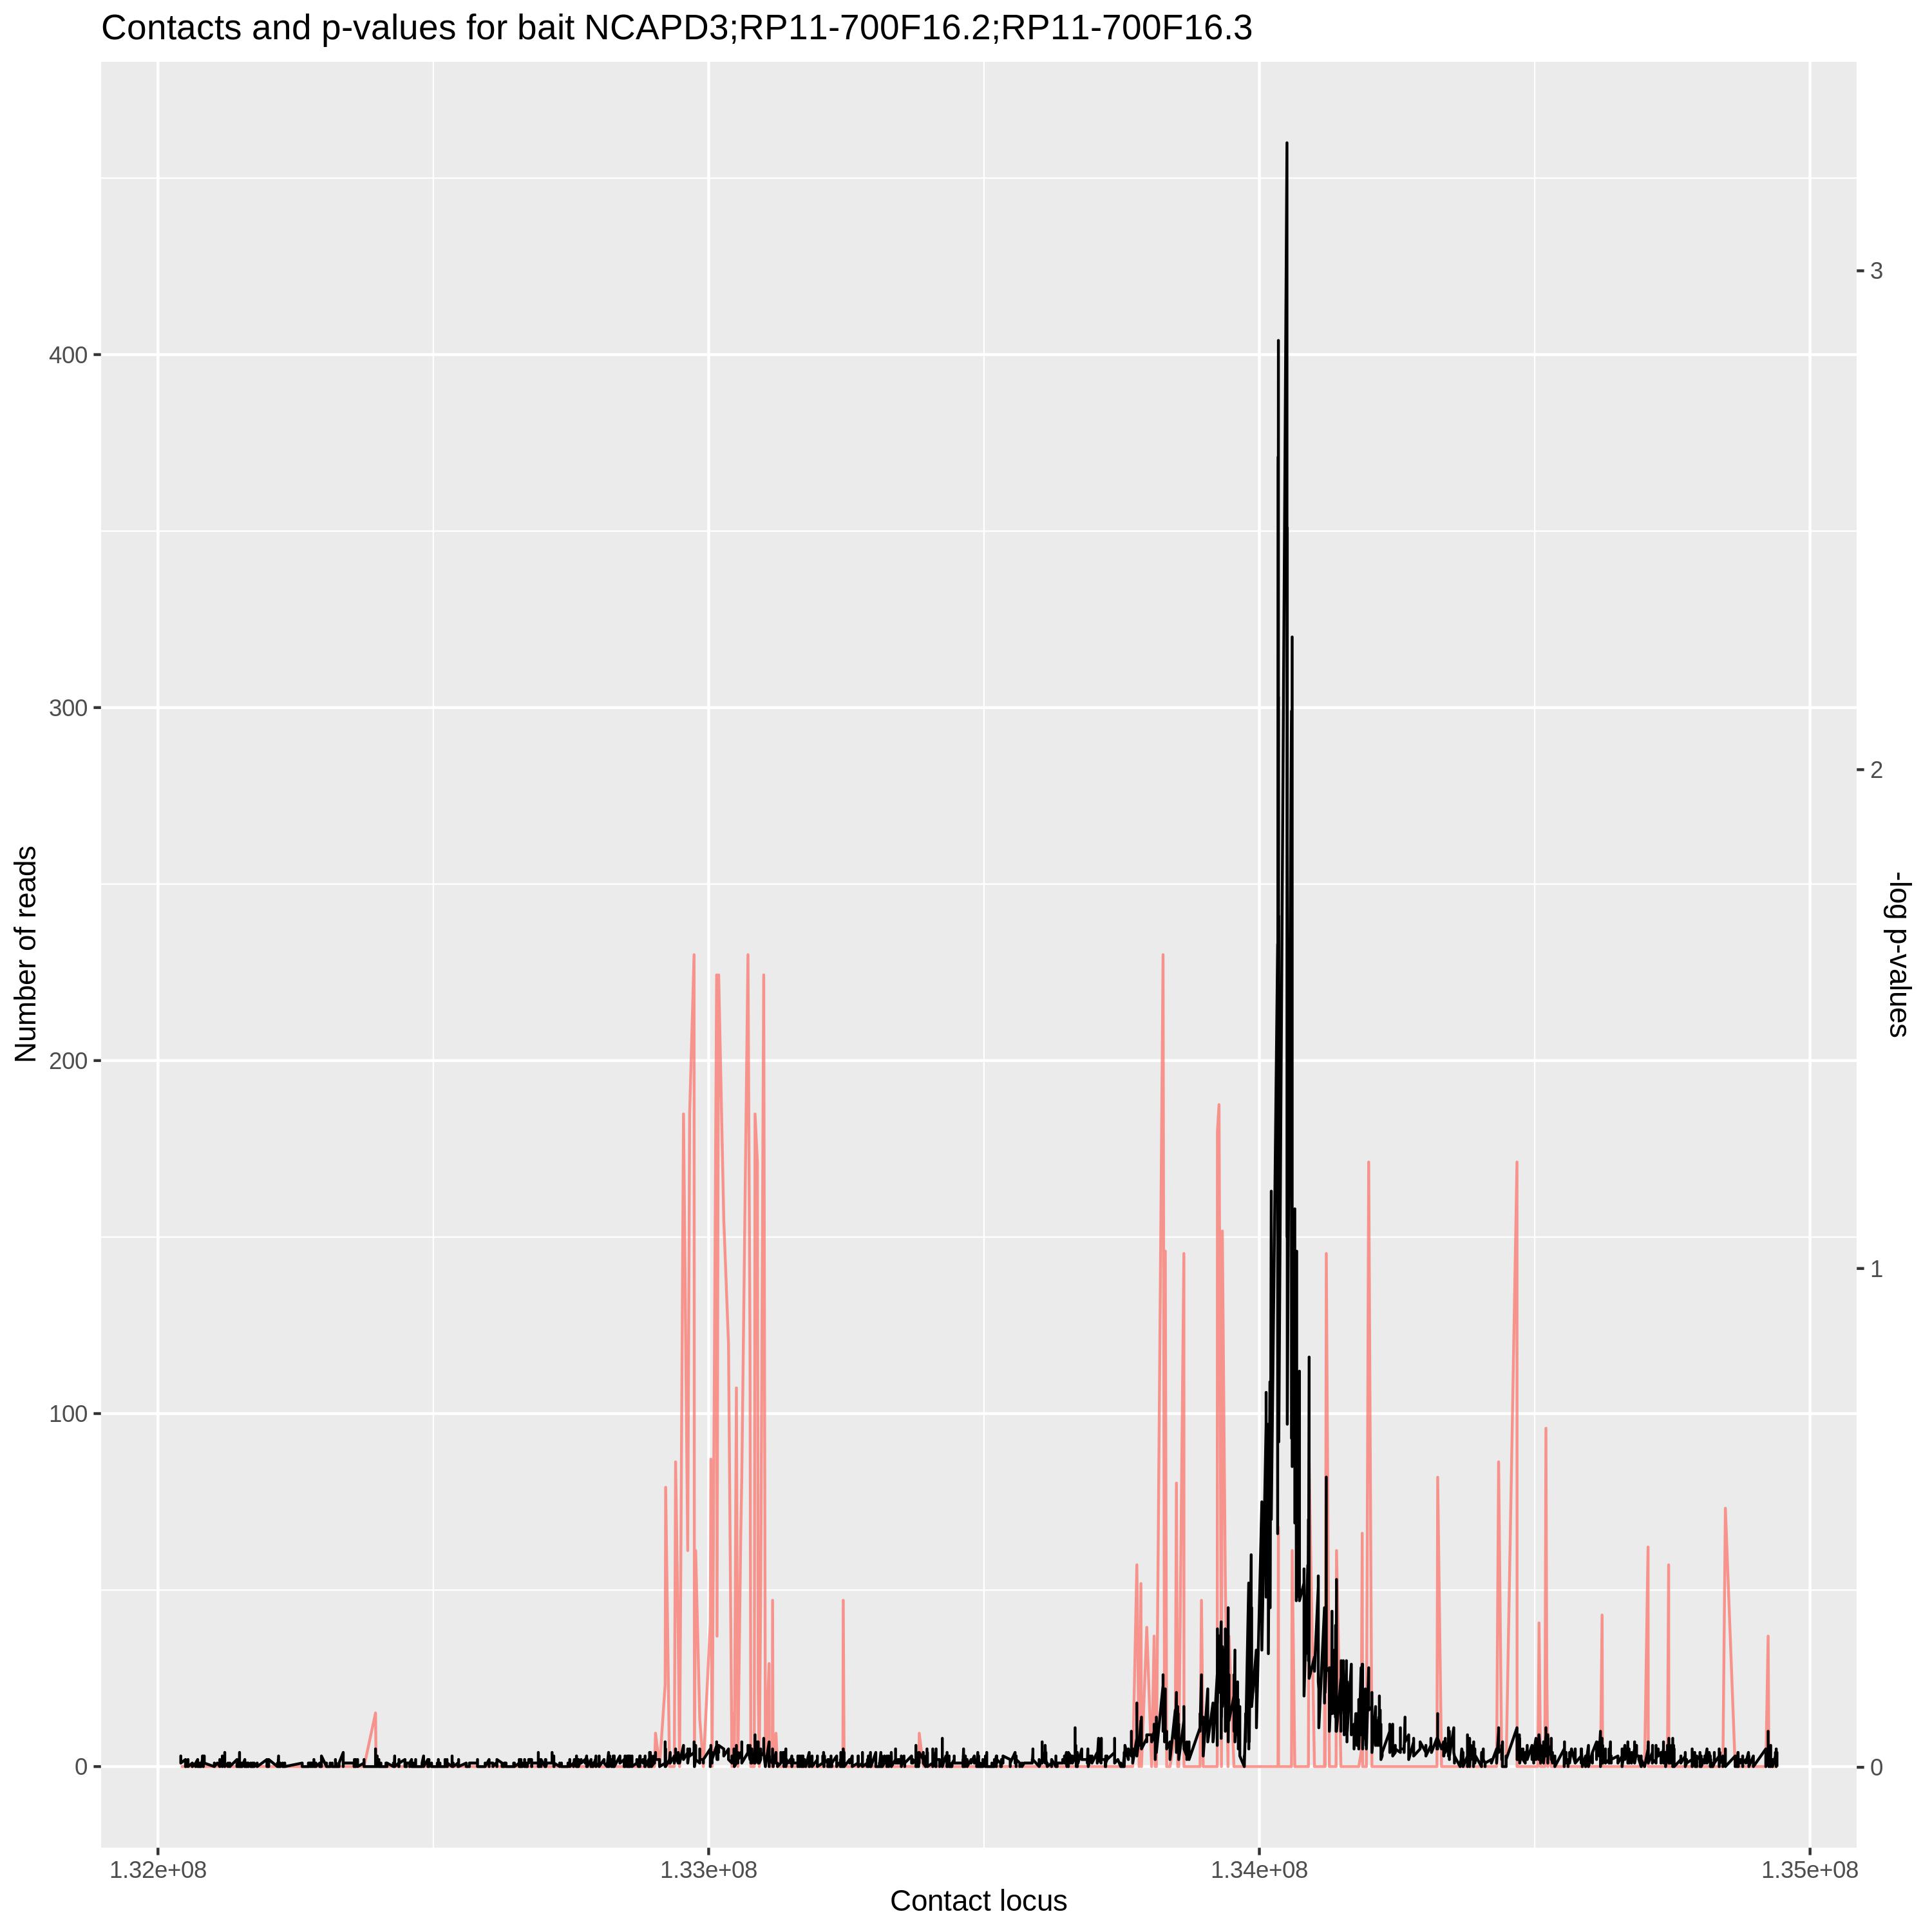 Contacts and p-values for bait NCAPD3;RP11-700F16.2;RP11-700F16.3
Number of reads
400
300
200
100
0
3
2
1
0
-log p-values
1.32e+08
1.33e+08
1.34e+08
1.35e+08
Contact locus